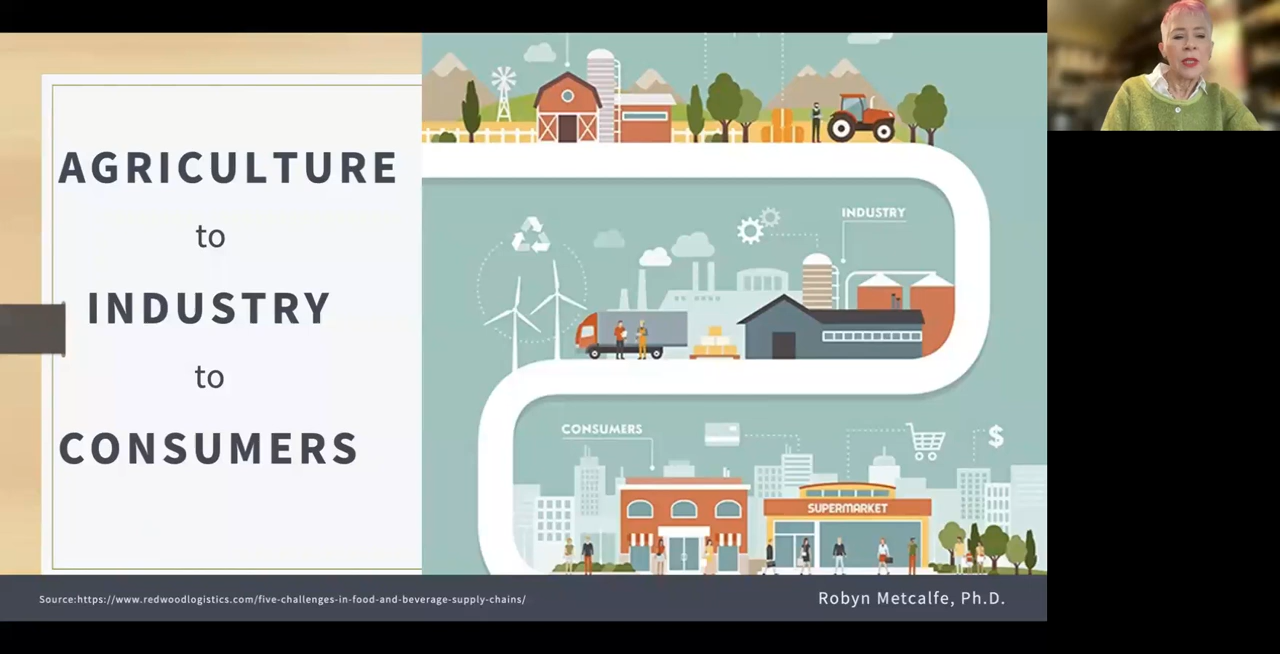 AGRICULTURE
to
INDUSTRY
to
CONSUMERS
INDUSTRY
CONSUMERS
$
SUPERMARKET
Source:https://www.redwoodlogistics.com/five-challenges-in-food-and-beverage-supply-chains/
Robyn Metcalfe, Ph.D.